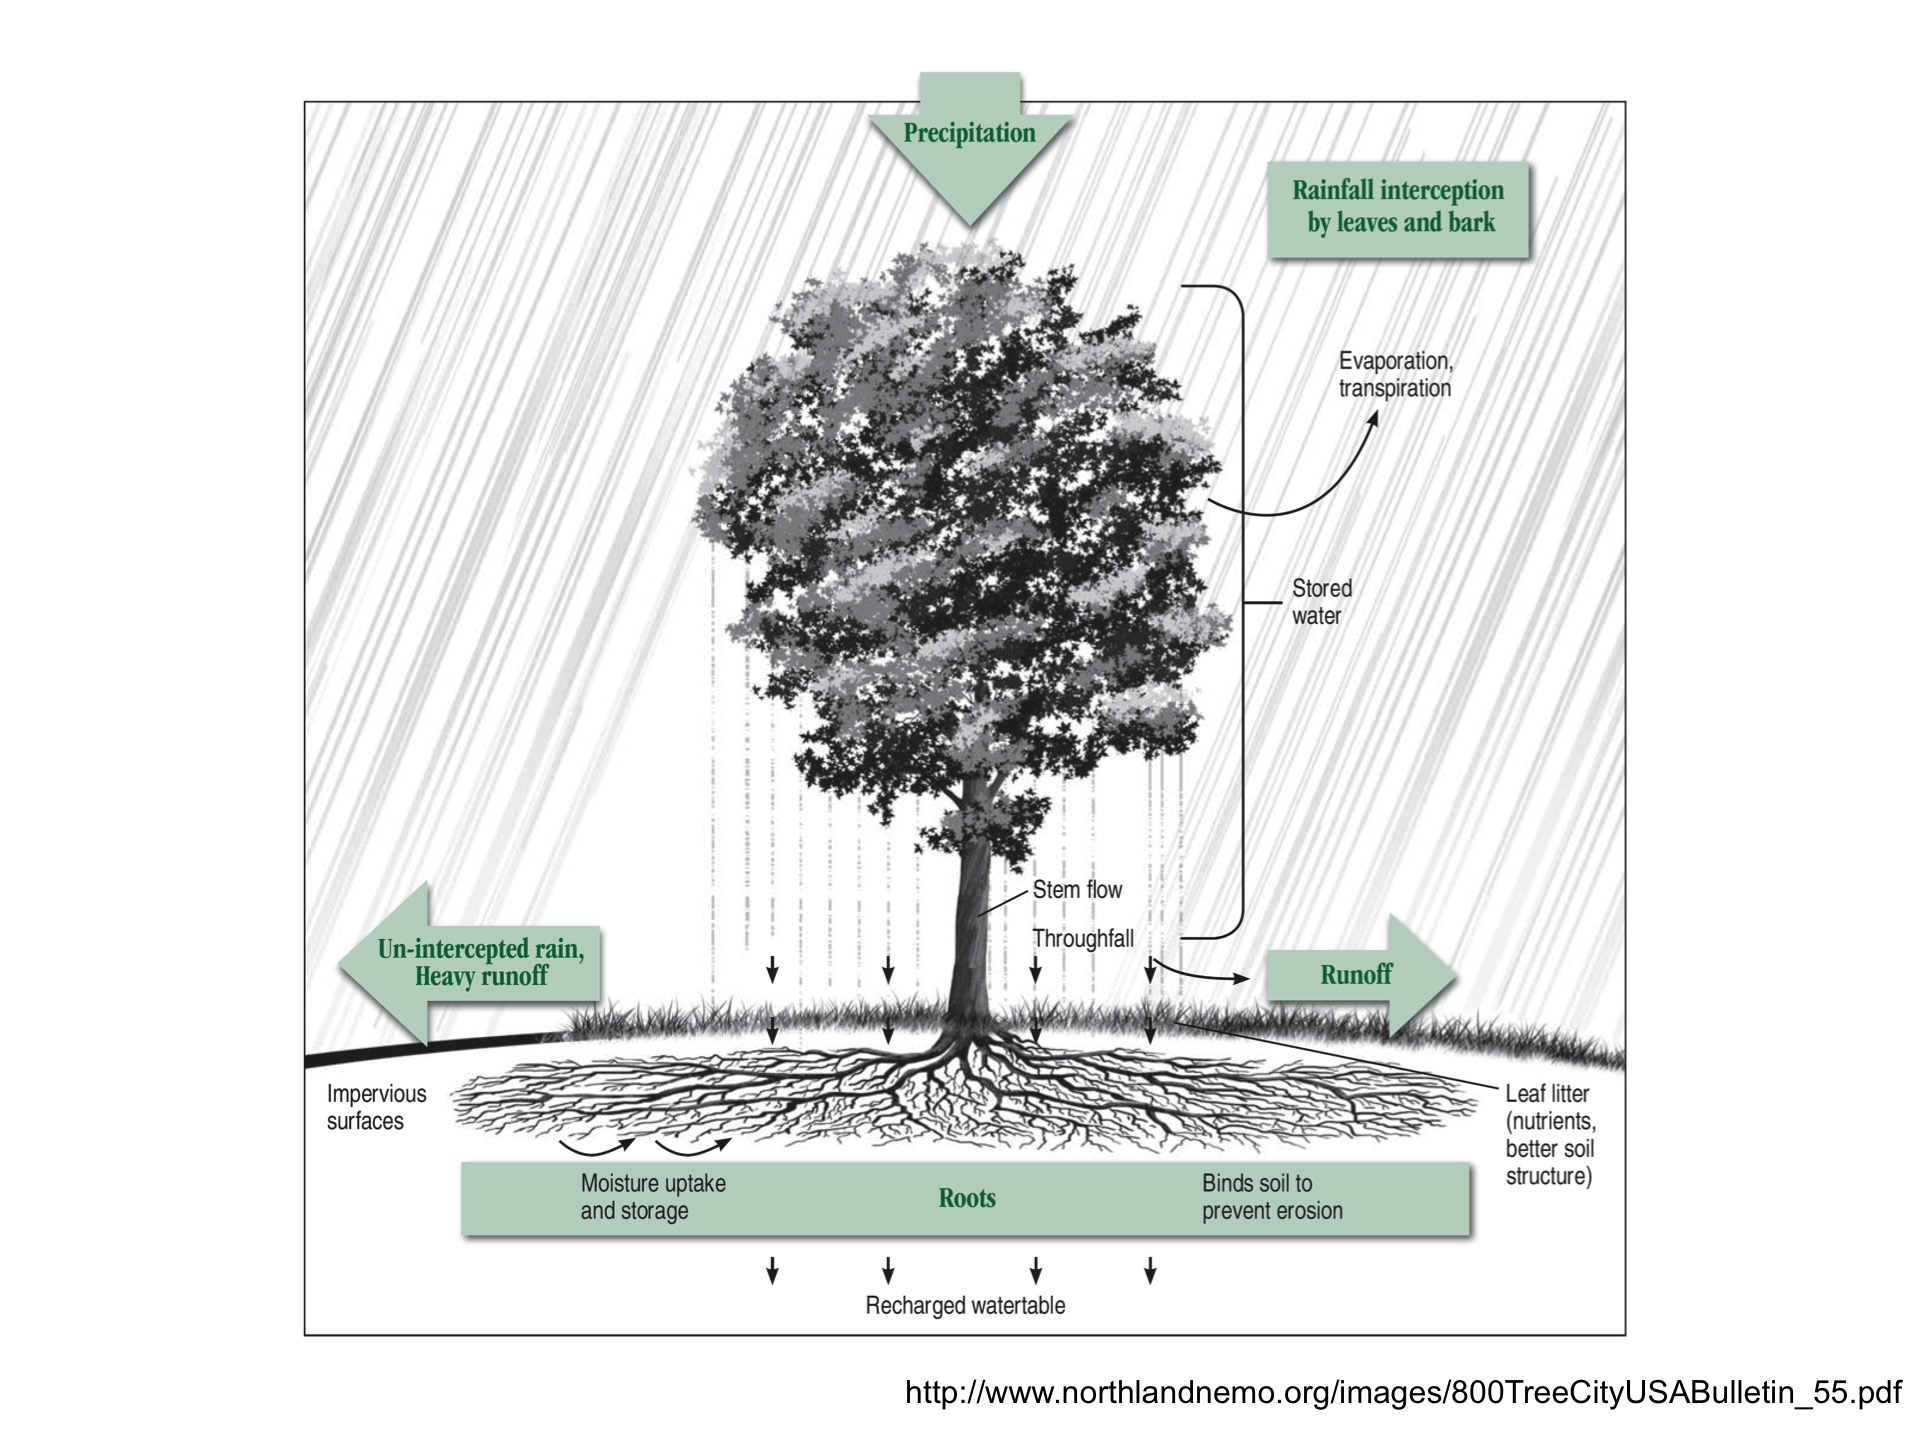 Precipitation
Rainfall interception
by leaves and bark
Evaporation,
transpiration
Stored
water
Stem flow
Throughfall
Un-intercepted rain,
Heavy runoff
Runoff
Impervious
surfaces
Leaf litter
(nutrients,
better soil
structure)
Moisture uptake
and storage
Roots
Binds soil to
prevent erosion
Recharged watertable
http://www.northlandnemo.org/images/800TreeCityUSABulletin_55.pdf